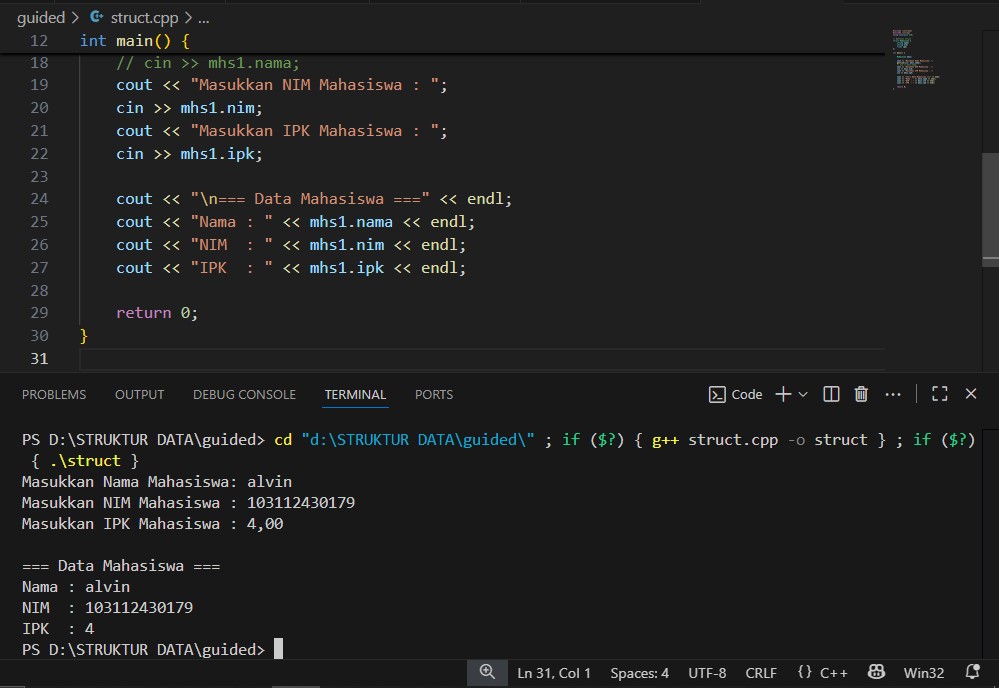 guided > struct.cpp > ...
12 int main() {
18 // cin >> mhs1.nama;
19 cout << "Masukkan NIM Mahasiswa : ";
20 cin >> mhs1.nim;
21 cout << "Masukkan IPK Mahasiswa : ";
22 cin >> mhs1.ipk;
23
24 cout << "\n=== Data Mahasiswa ===" << endl;
25 cout << "Nama : " << mhs1.nama << endl;
26 cout << "NIM  : " << mhs1.nim << endl;
27 cout << "IPK  : " << mhs1.ipk << endl;
28
29 return 0;
30 }
31
PROBLEMS OUTPUT DEBUG CONSOLE TERMINAL PORTS Code
PS D:\STRUKTUR DATA\guided> cd "d:\STRUKTUR DATA\guided\" ; if ($?) { g++ struct.cpp -o struct } ; if ($?)
{ .\struct }
Masukkan Nama Mahasiswa: alvin
Masukkan NIM Mahasiswa : 103112430179
Masukkan IPK Mahasiswa : 4,00
=== Data Mahasiswa ===
Nama : alvin
NIM  : 103112430179
IPK  : 4
PS D:\STRUKTUR DATA\guided>
Ln 31, Col 1 Spaces: 4 UTF-8 CRLF {} C++ Win32